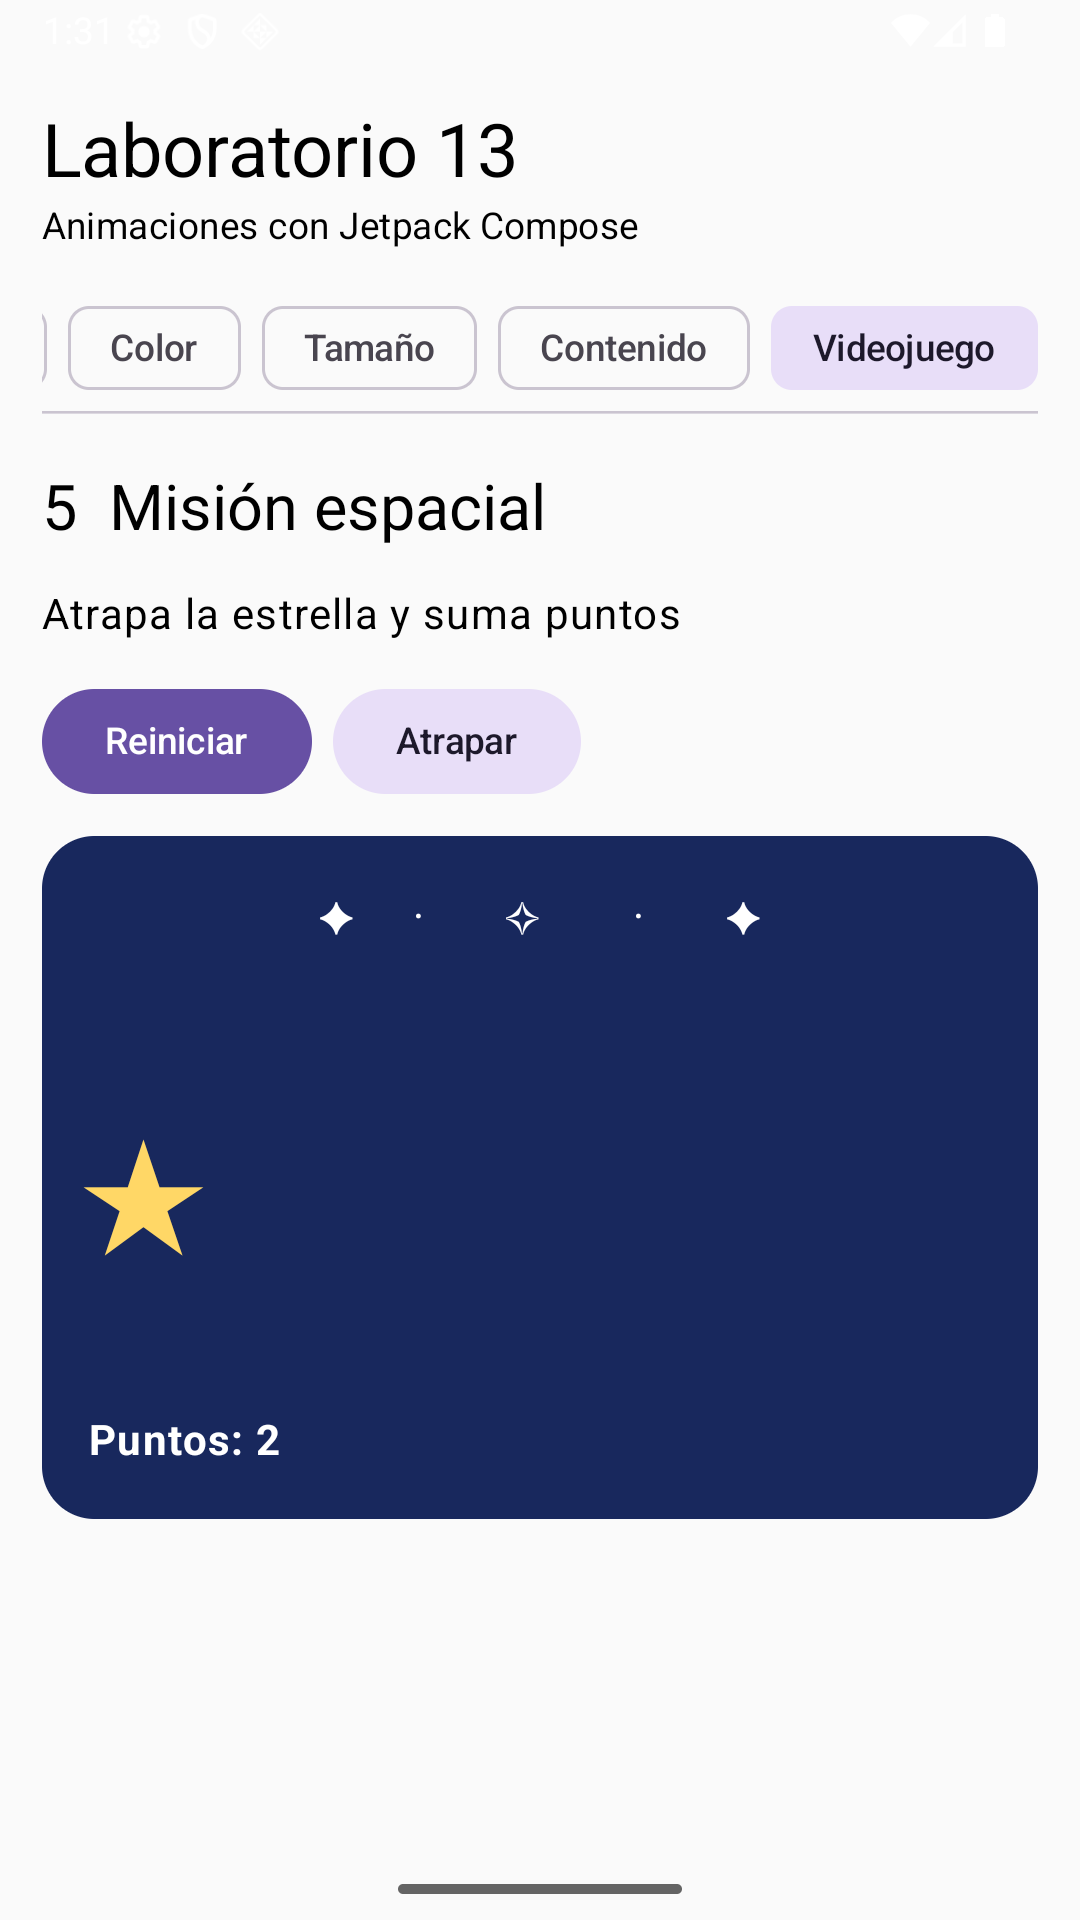 1:31
Laboratorio 13
Animaciones con Jetpack Compose
Color Tamaño Contenido Videojuego
5 Misión espacial
Atrapa la estrella y suma puntos
Reiniciar Atrapar
Puntos: 2